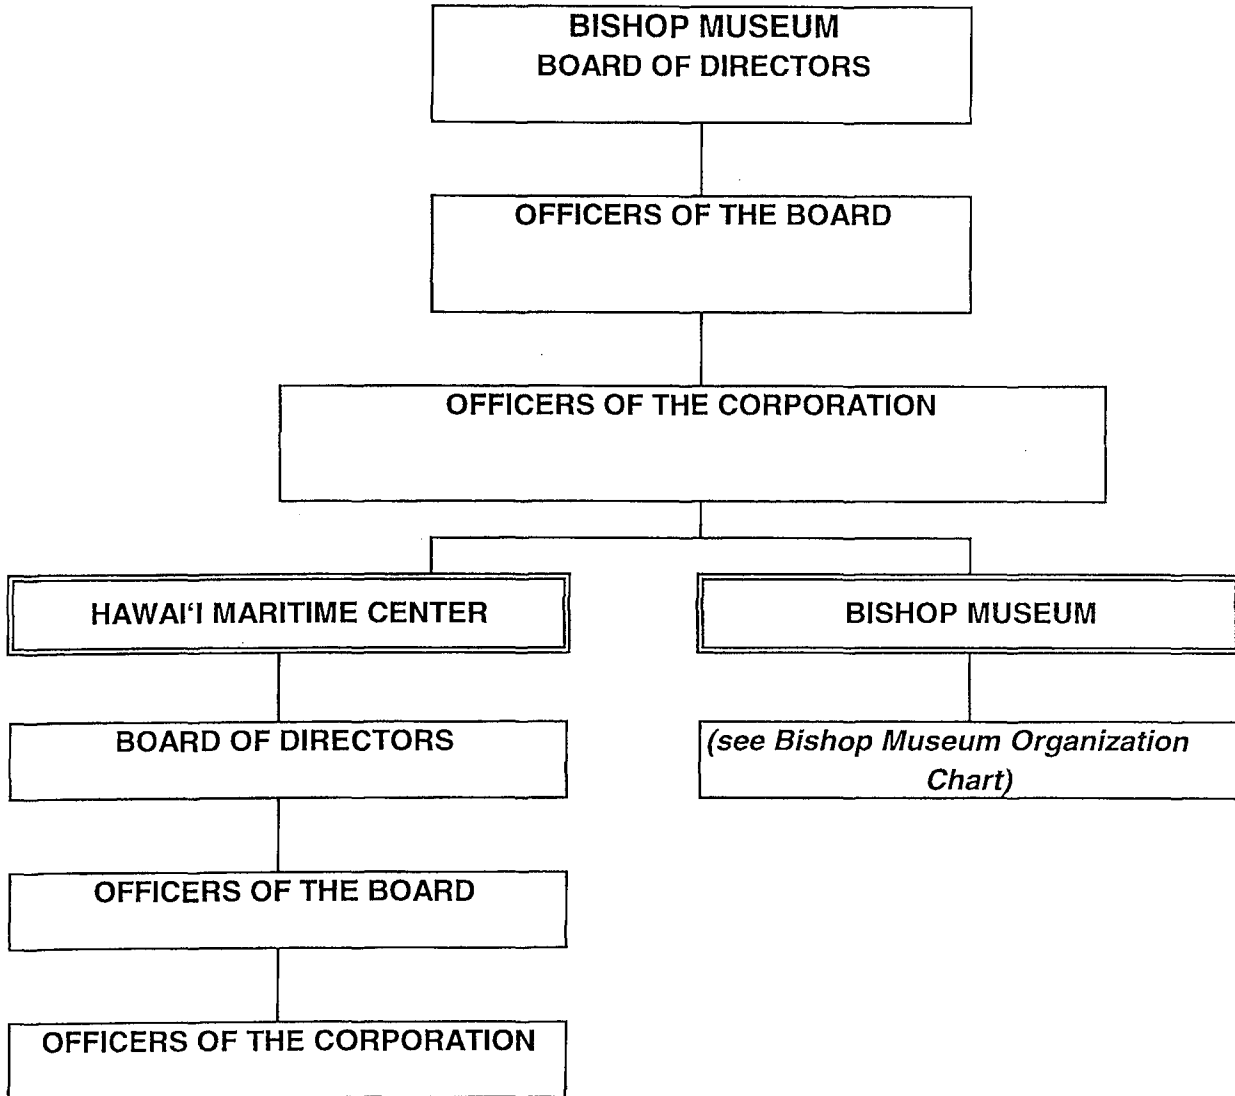 BISHOP MUSEUM
BOARD OF DIRECTORS
OFFICERS OF THE BOARD
OFFICERS OF THE CORPORATION
HAWAI‘I MARITIME CENTER
BISHOP MUSEUM
BOARD OF DIRECTORS
(see Bishop Museum Organization
Chart)
OFFICERS OF THE BOARD
OFFICERS OF THE CORPORATION